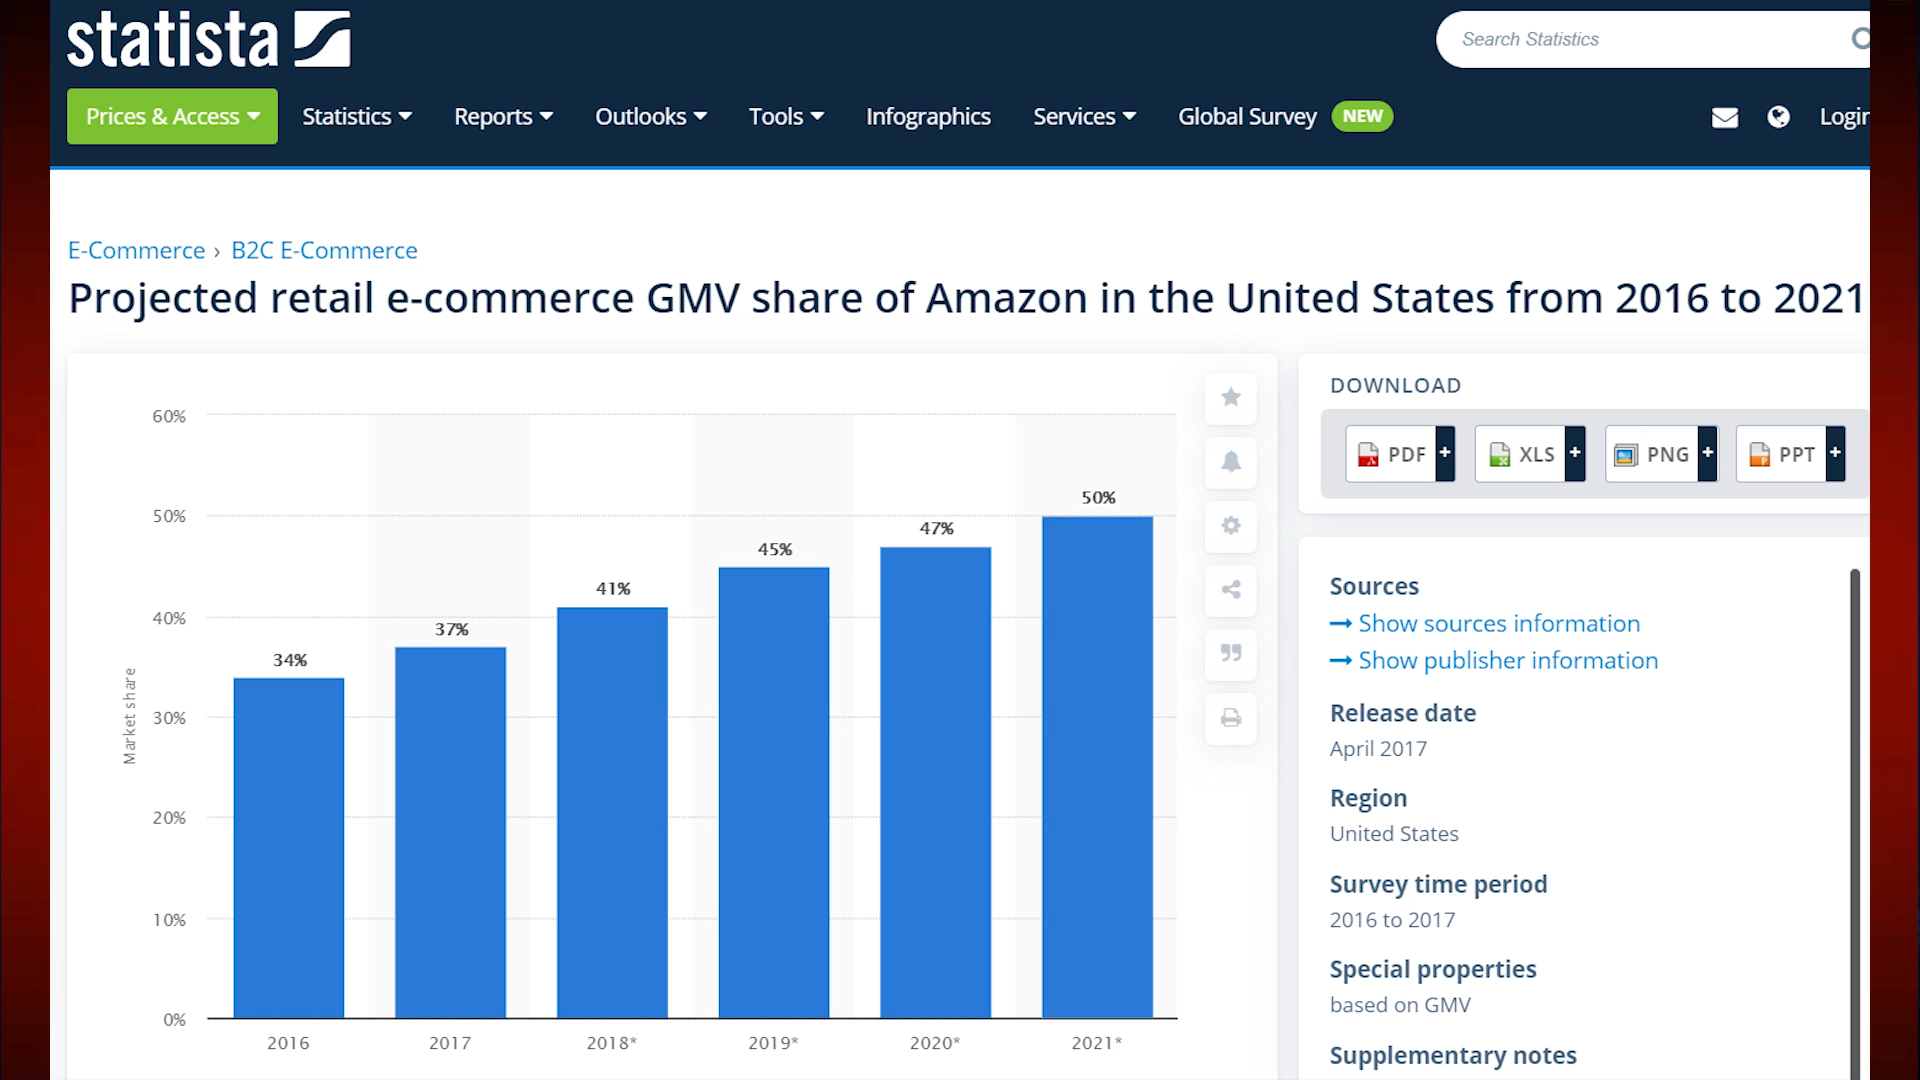 statista
Search Statistics
Prices & Access Statistics Reports Outlooks Tools Infographics Services Global Survey NEW Login
E-Commerce › B2C E-Commerce
Projected retail e-commerce GMV share of Amazon in the United States from 2016 to 2021
DOWNLOAD
PDF + XLS + PNG + PPT +
60%
50%
40%
30%
20%
10%
0%
Market share
34%
37%
41%
45%
47%
50%
2016 2017 2018* 2019* 2020* 2021*
Sources
Show sources information
Show publisher information
Release date
April 2017
Region
United States
Survey time period
2016 to 2017
Special properties
based on GMV
Supplementary notes